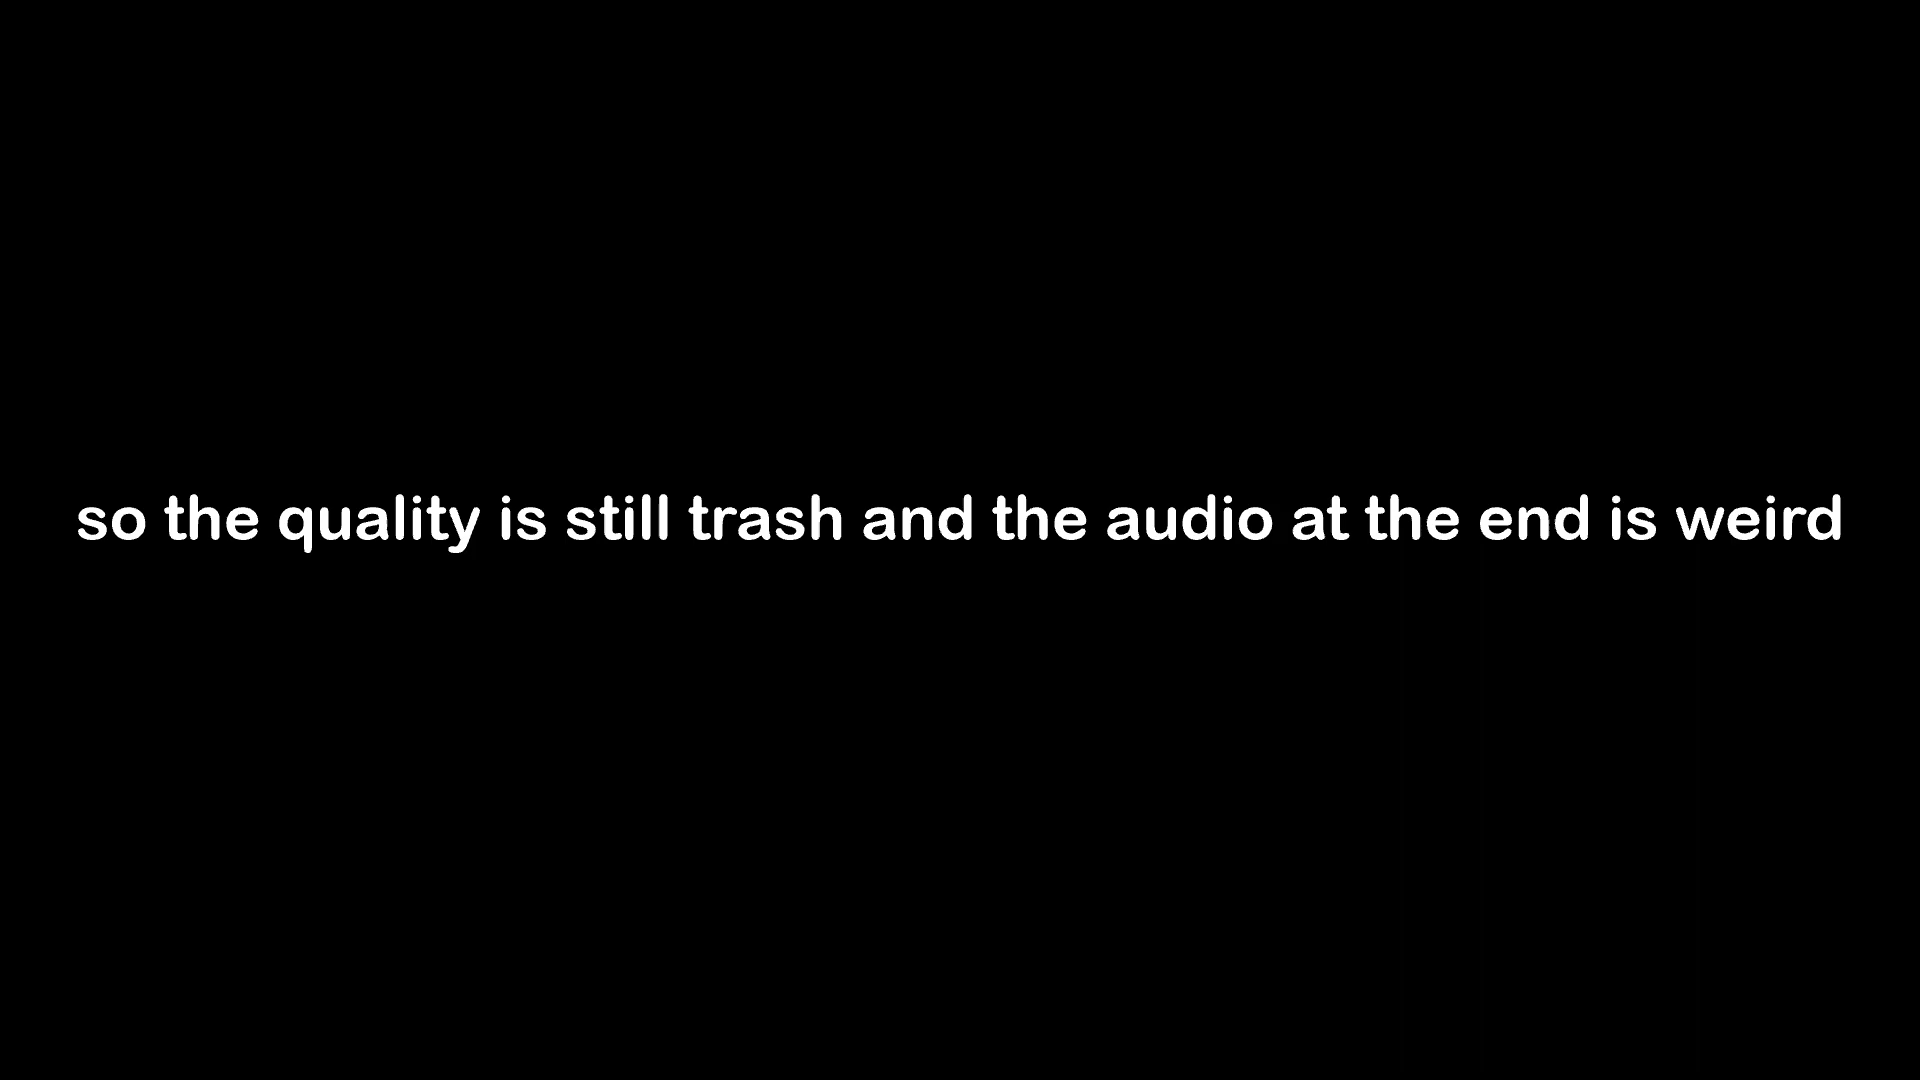 so the quality is still trash and the audio at the end is weird